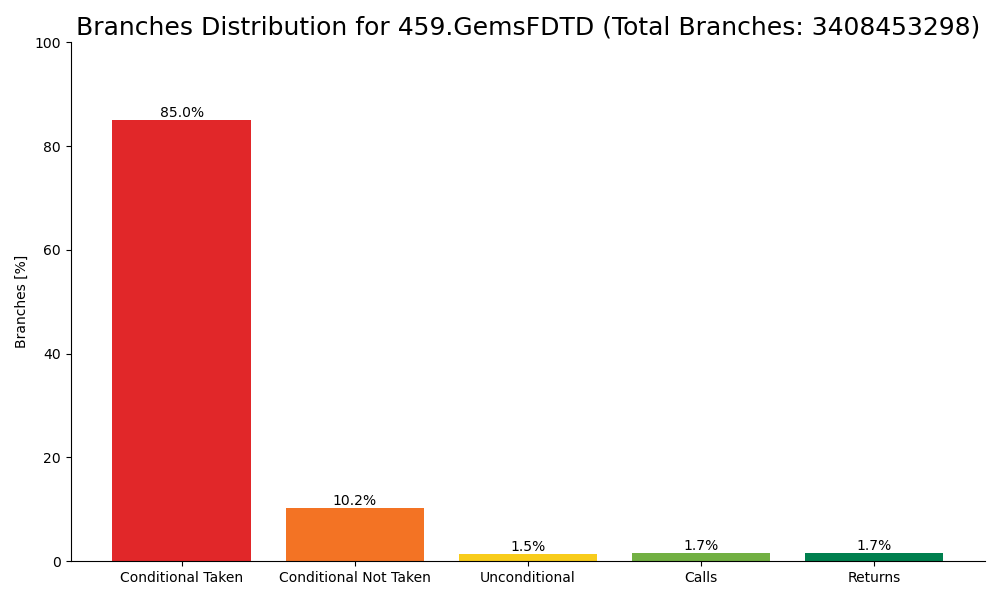 Branches Distribution for 459.GemsFDTD (Total Branches: 3408453298)
100
80
60
40
20
0
Branches [%]
85.0%
10.2%
1.5%
1.7%
1.7%
Conditional Taken
Conditional Not Taken
Unconditional
Calls
Returns